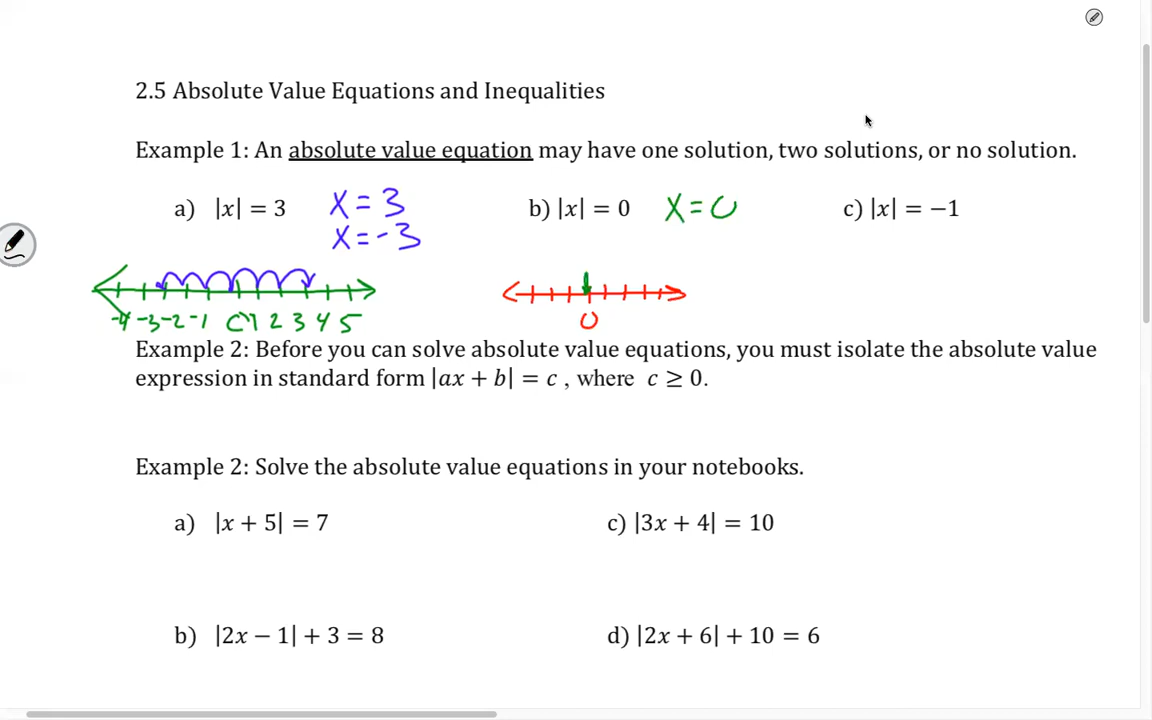 2.5 Absolute Value Equations and Inequalities
Example 1: An absolute value equation may have one solution, two solutions, or no solution.
a) |x| = 3 x = 3 b) |x| = 0 x = 0 c) |x| = −1
x = -3
-4 -3 -2 -1 0 1 2 3 4 5 0
Example 2: Before you can solve absolute value equations, you must isolate the absolute value
expression in standard form |ax + b| = c , where c ≥ 0.
Example 2: Solve the absolute value equations in your notebooks.
a) |x + 5| = 7 c) |3x + 4| = 10
b) |2x − 1| + 3 = 8 d) |2x + 6| + 10 = 6